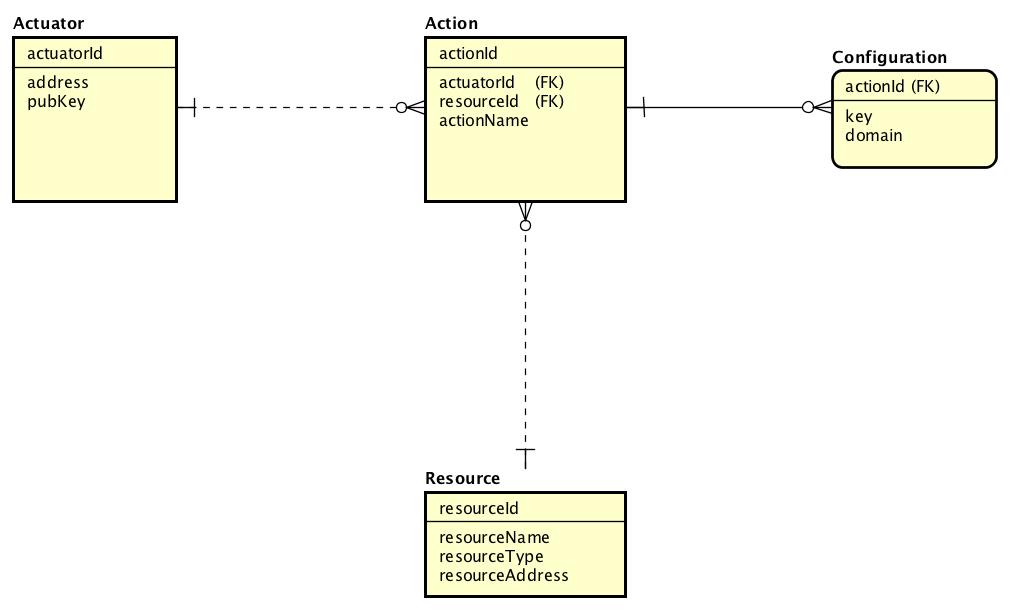 Actuator
actuatorId
address
pubKey
Action
actionId
actuatorId (FK)
resourceId (FK)
actionName
Configuration
actionId (FK)
key
domain
Resource
resourceId
resourceName
resourceType
resourceAddress